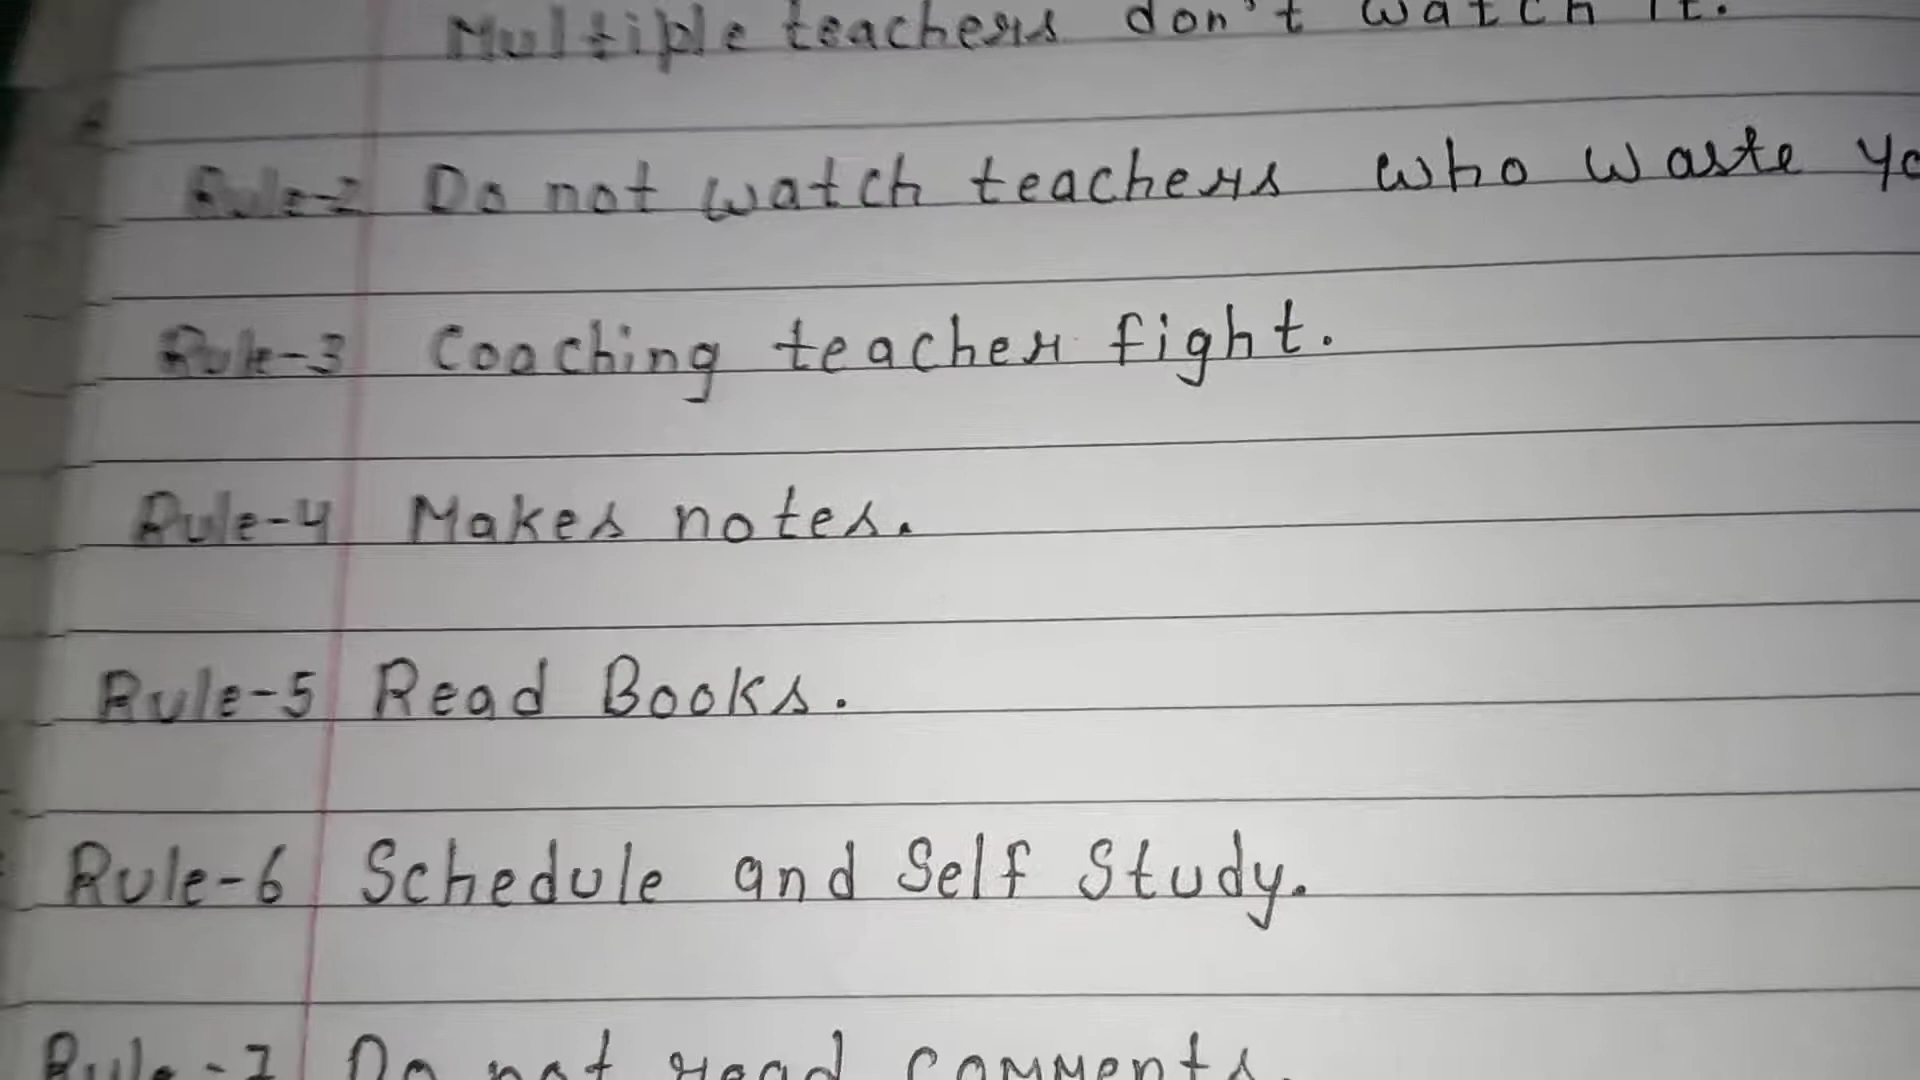 Multiple teachers don't watch it.
Rule-2 Do not watch teachers who waste yo
Rule-3 Coaching teacher fight.
Rule-4 Makes notes.
Rule-5 Read Books.
Rule-6 Schedule and Self Study.
Rule-7 Do not read comments.